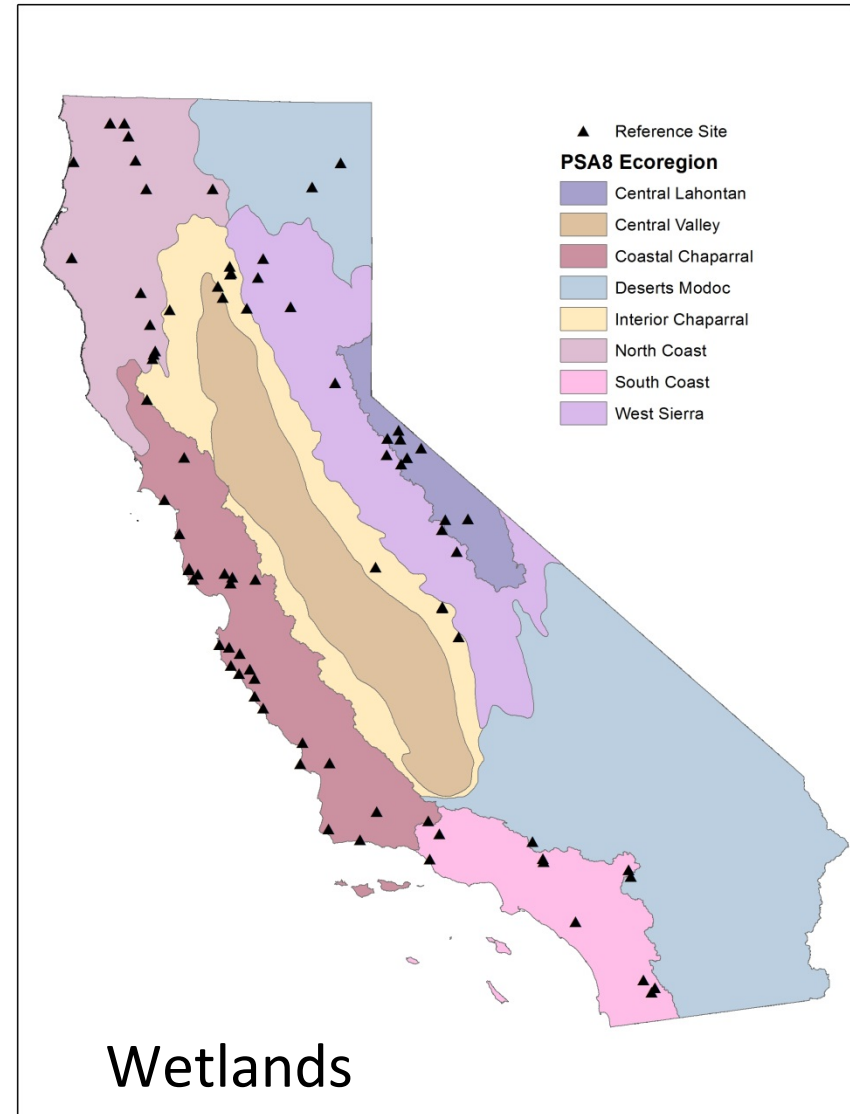 Reference Site
PSA8 Ecoregion
Central Lahontan
Central Valley
Coastal Chaparral
Deserts Modoc
Interior Chaparral
North Coast
South Coast
West Sierra
Wetlands